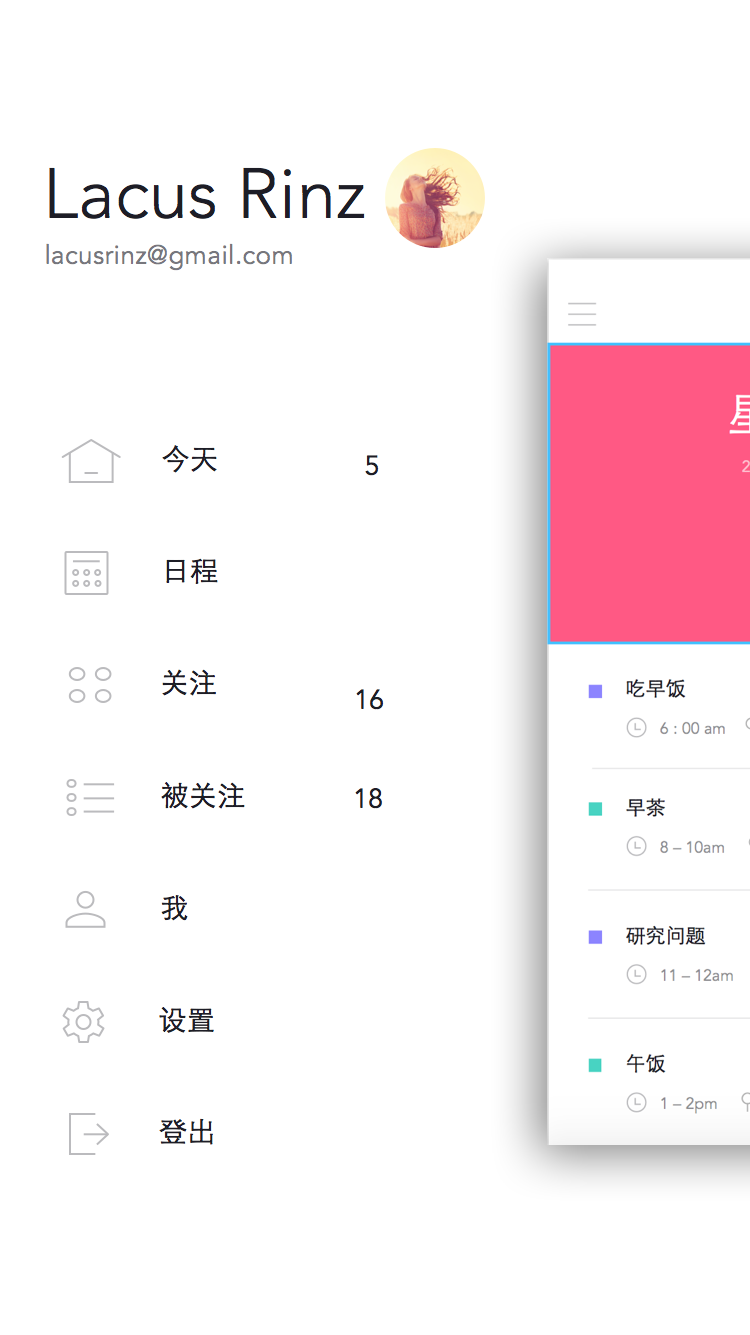 Lacus Rinz
lacusrinz@gmail.com
今天 5
日程
关注 16
被关注 18
我
设置
登出
星
2
吃早饭
6 : 00 am
早茶
8 – 10am
研究问题
11 – 12am
午饭
1 – 2pm